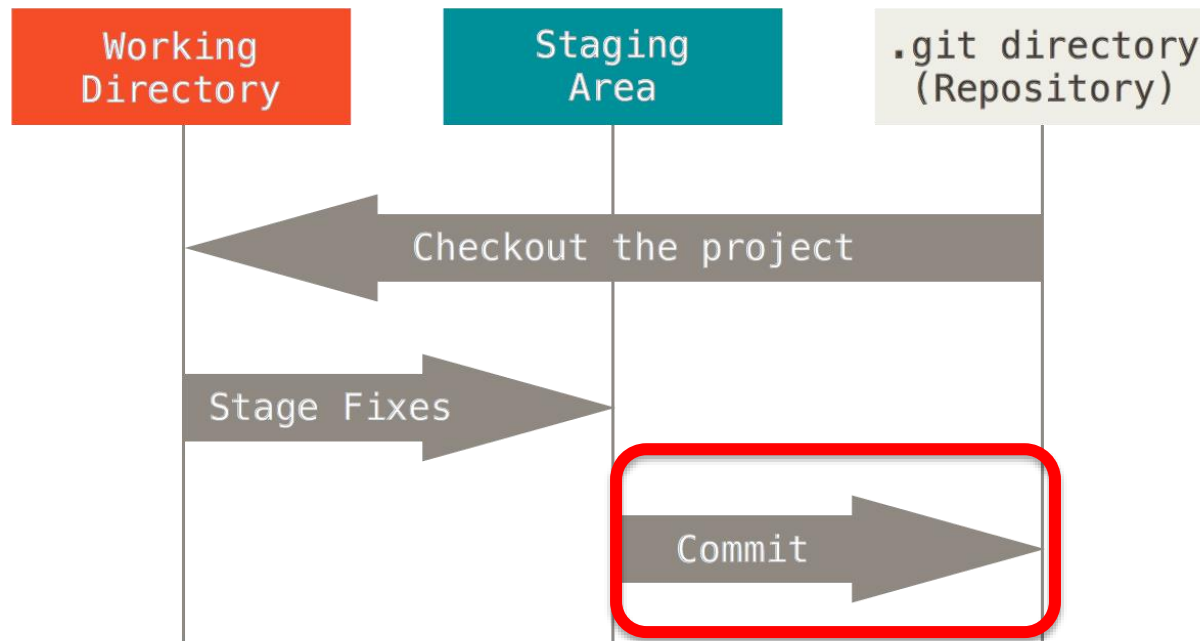 Working
Directory
Staging
Area
.git directory
(Repository)
Checkout the project
Stage Fixes
Commit